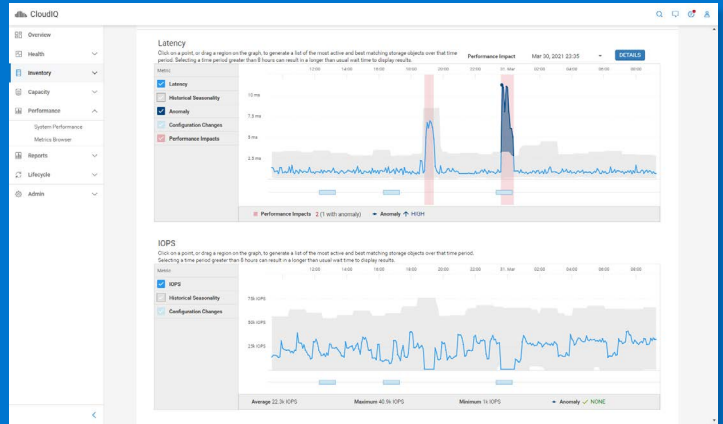 CloudIQ
Overview
Health
Inventory
Capacity
Performance
System Performance
Metrics Browser
Reports
Lifecycle
Admin
Latency
Click on a point, or drag a region on the graph, to generate a list of the most active and best matching storage objects over that time
period. Selecting a time period greater than 8 hours can result in a longer than usual wait time to display results.
Performance Impact
Mar 30, 2021 23:35
DETAILS
Metric
Latency
Historical Seasonality
Anomaly
Configuration Changes
Performance Impacts
12:00 14:00 16:00 18:00 20:00 22:00 31. Mar 02:00 04:00 06:00 08:00
10 ms
7.5 ms
5 ms
2.5 ms
Performance Impacts 2 (1 with anomaly) Anomaly HIGH
IOPS
Click on a point, or drag a region on the graph, to generate a list of the most active and best matching storage objects over that time period.
Selecting a time period greater than 8 hours can result in a longer than usual wait time to display results.
Metric
IOPS
Historical Seasonality
Configuration Changes
12:00 14:00 16:00 18:00 20:00 22:00 31. Mar 02:00 04:00 06:00 08:00
75k IOPS
50k IOPS
25k IOPS
Average 22.3k IOPS Maximum 40.9k IOPS Minimum 1k IOPS Anomaly NONE